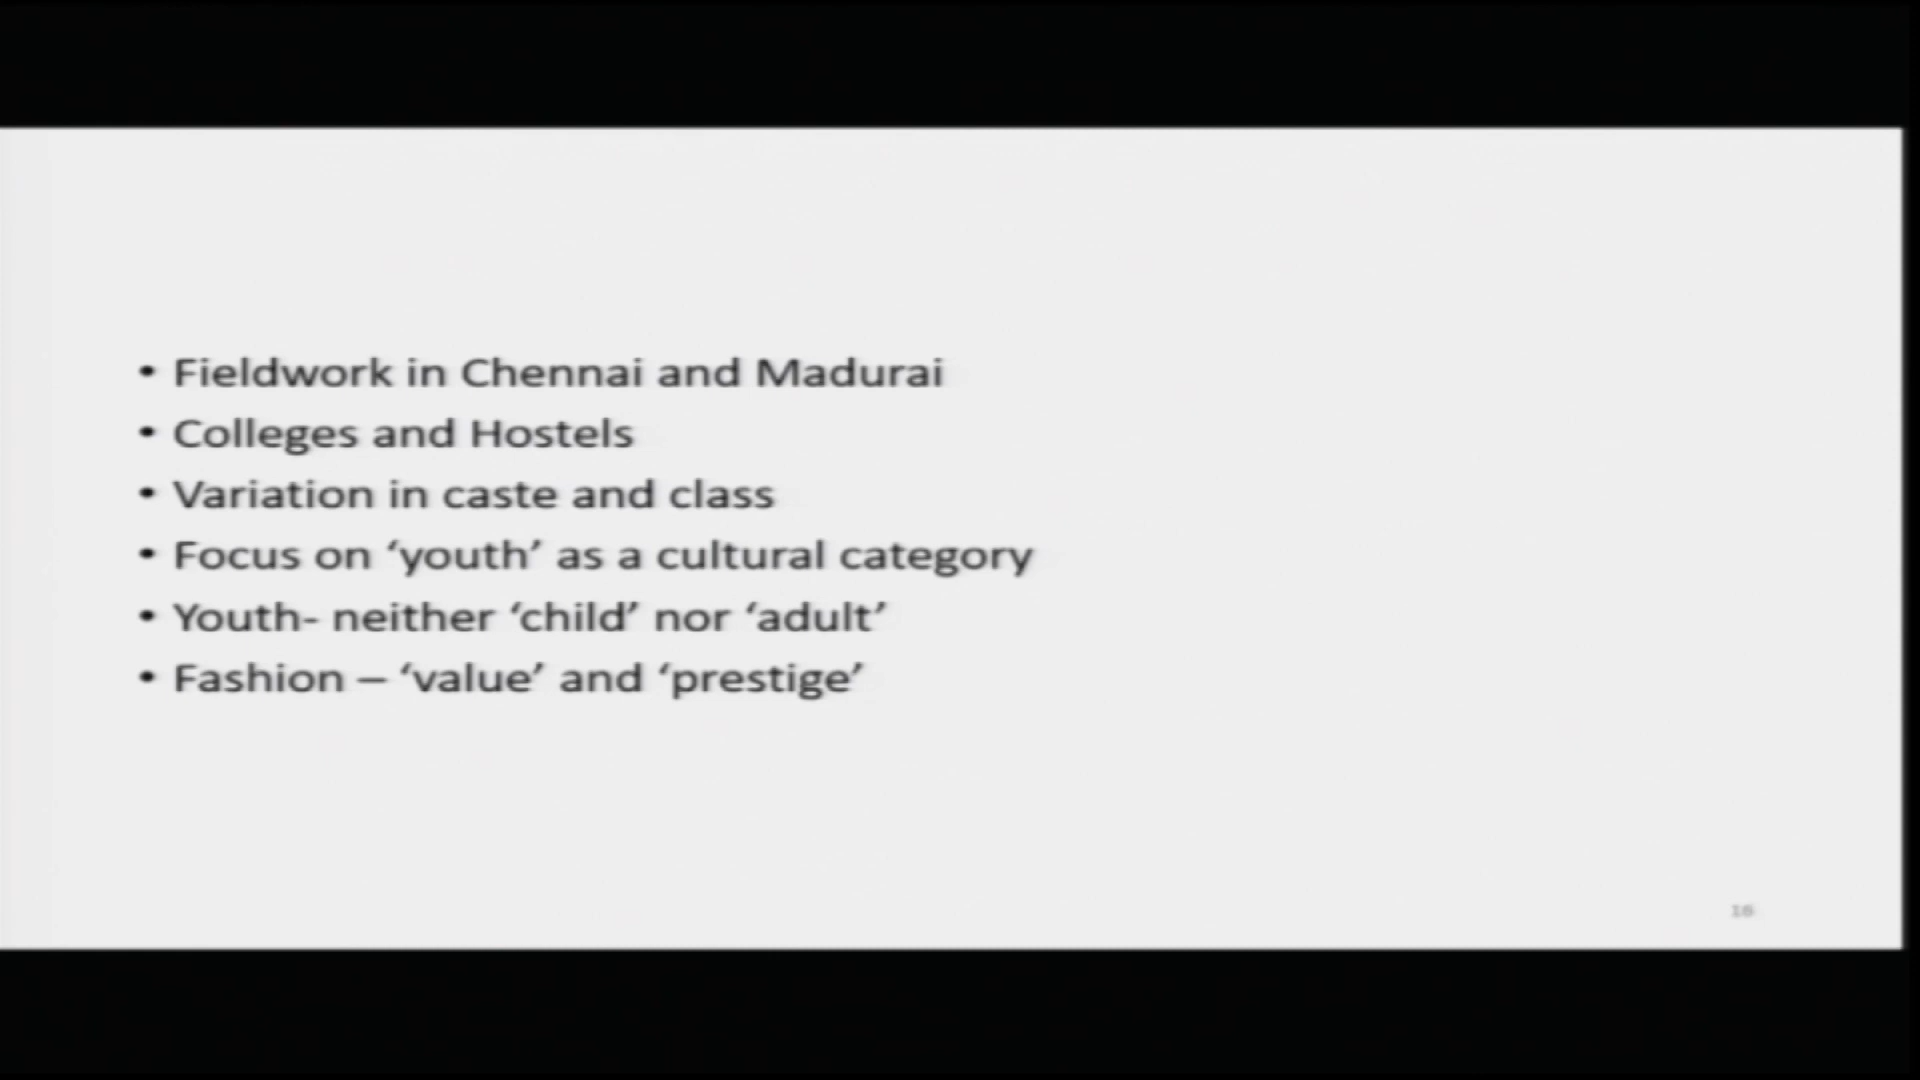 • Fieldwork in Chennai and Madurai
• Colleges and Hostels
• Variation in caste and class
• Focus on ‘youth’ as a cultural category
• Youth- neither ‘child’ nor ‘adult’
• Fashion – ‘value’ and ‘prestige’
16